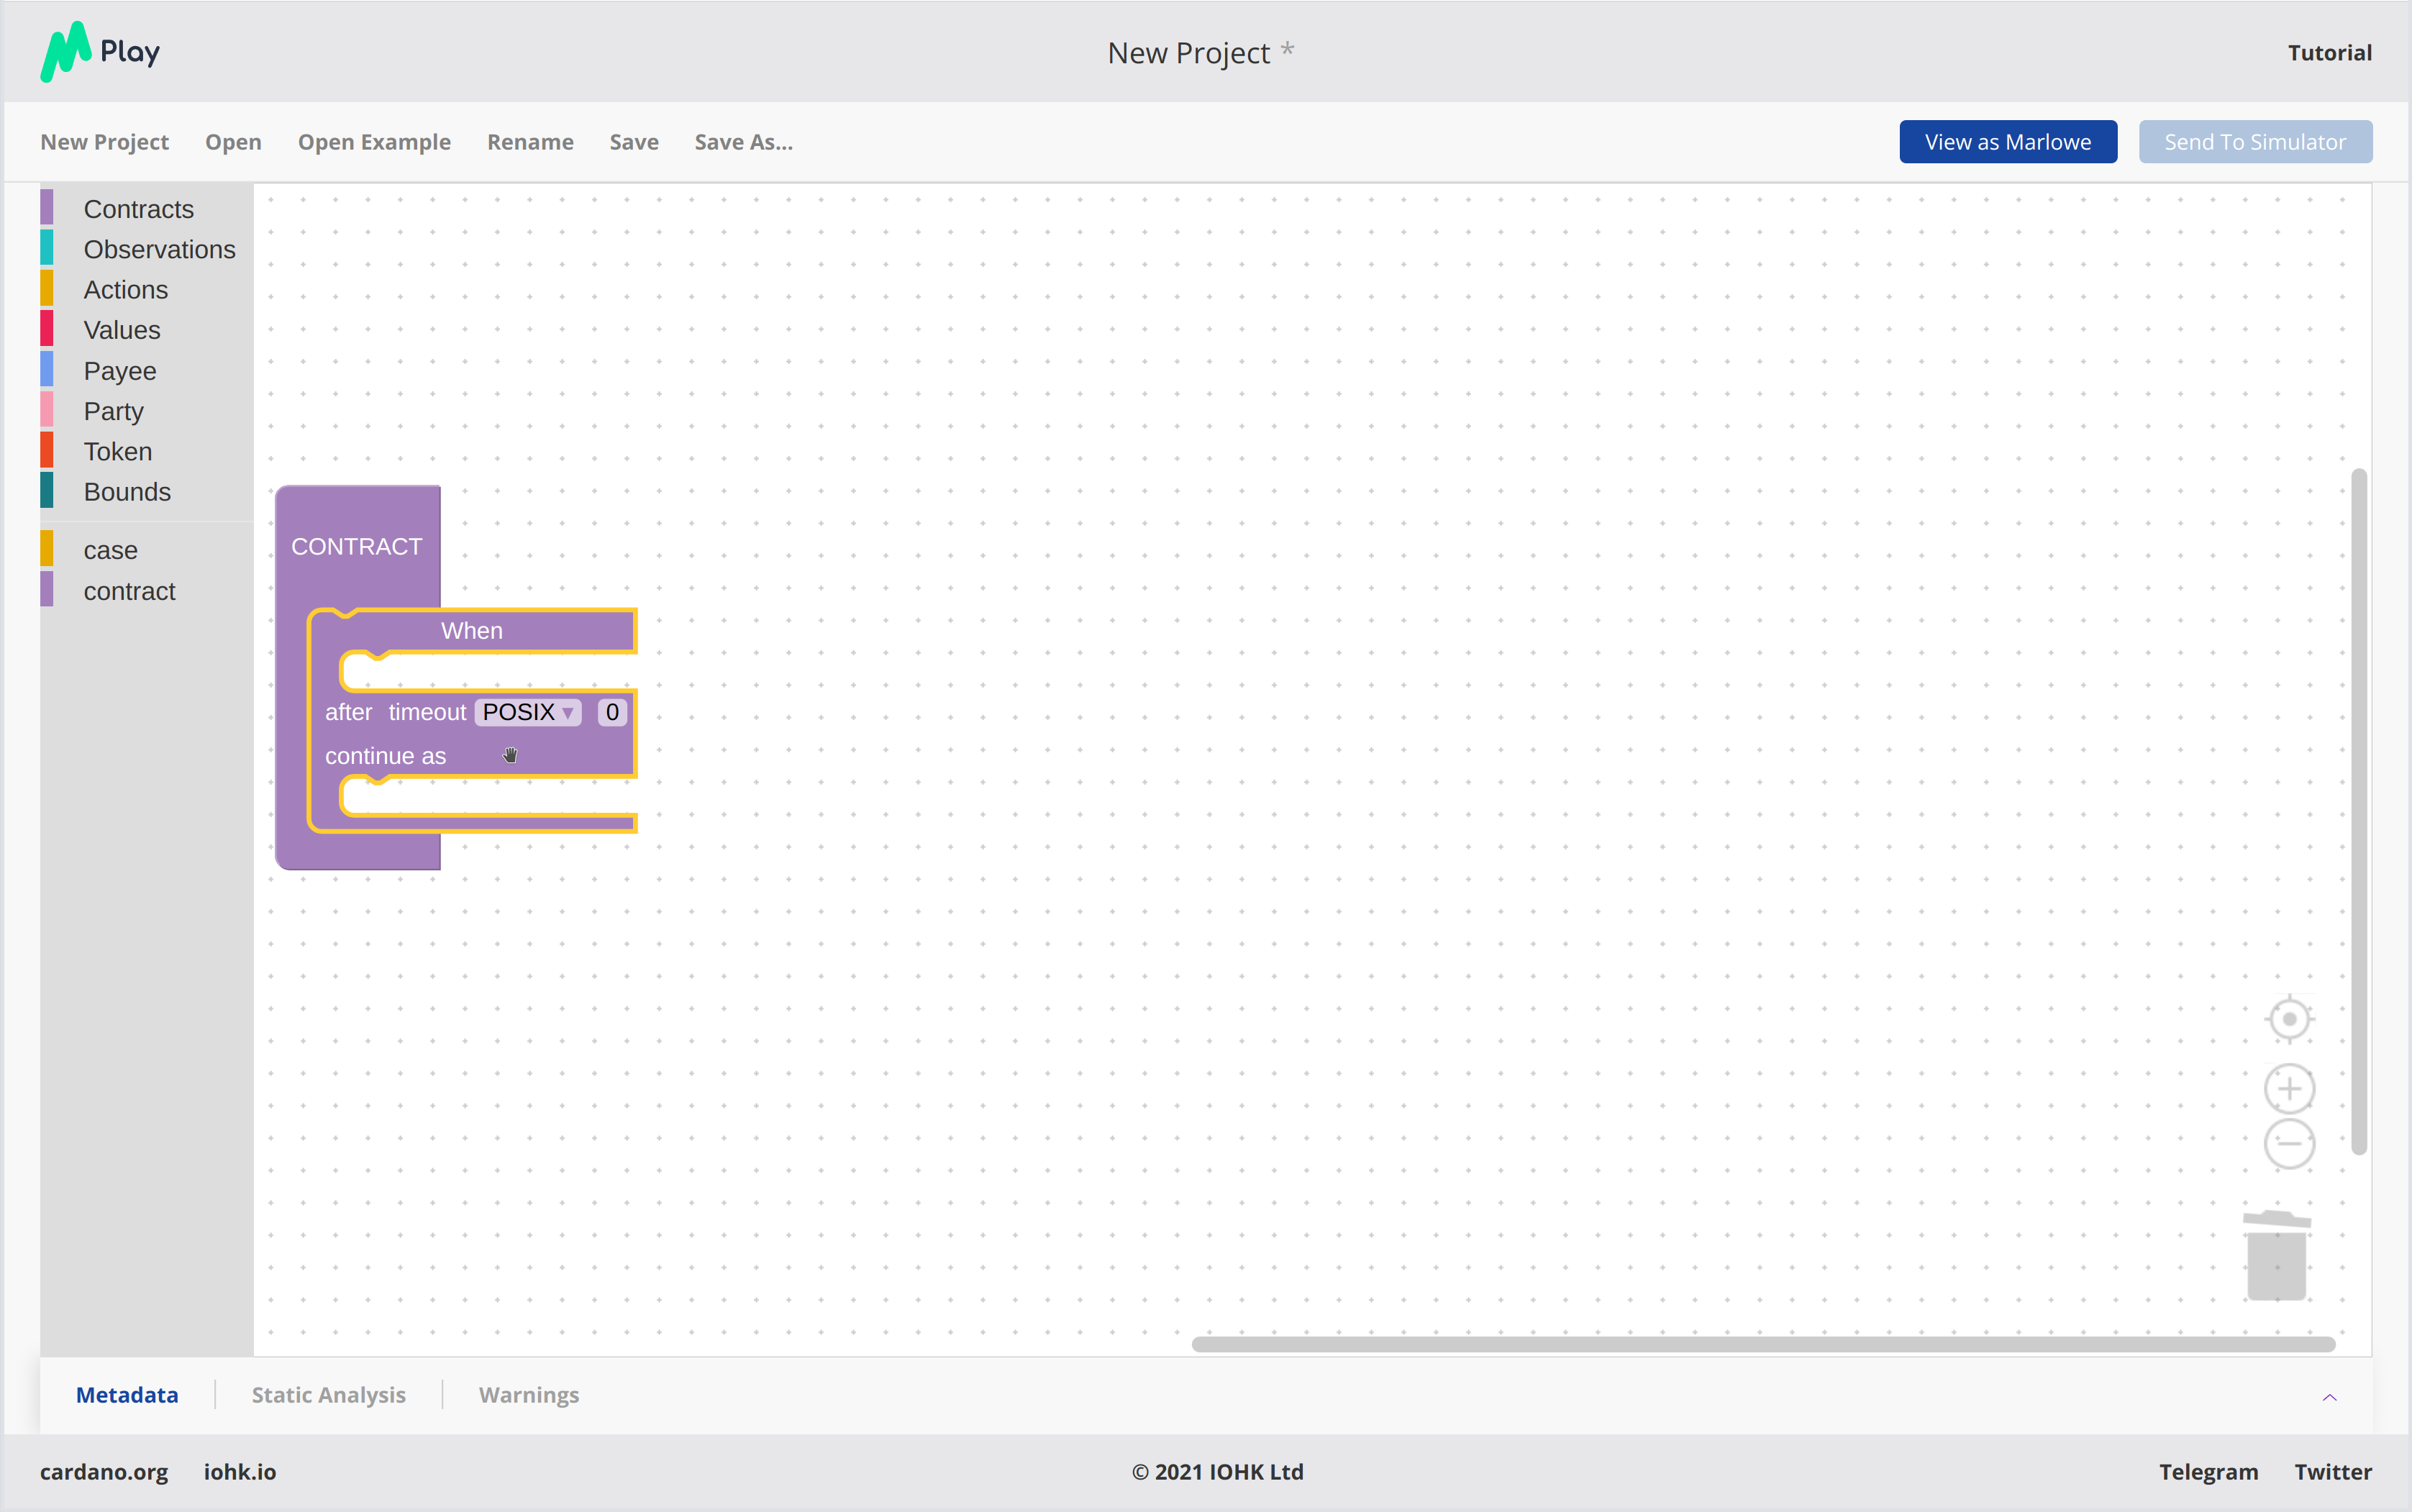 Play
New Project *
Tutorial
New Project Open Open Example Rename Save Save As...
View as Marlowe Send To Simulator
Contracts
Observations
Actions
Values
Payee
Party
Token
Bounds
case
contract
CONTRACT
When
after timeout POSIX ▼ 0
continue as
Metadata Static Analysis Warnings
cardano.org iohk.io
© 2021 IOHK Ltd
Telegram Twitter